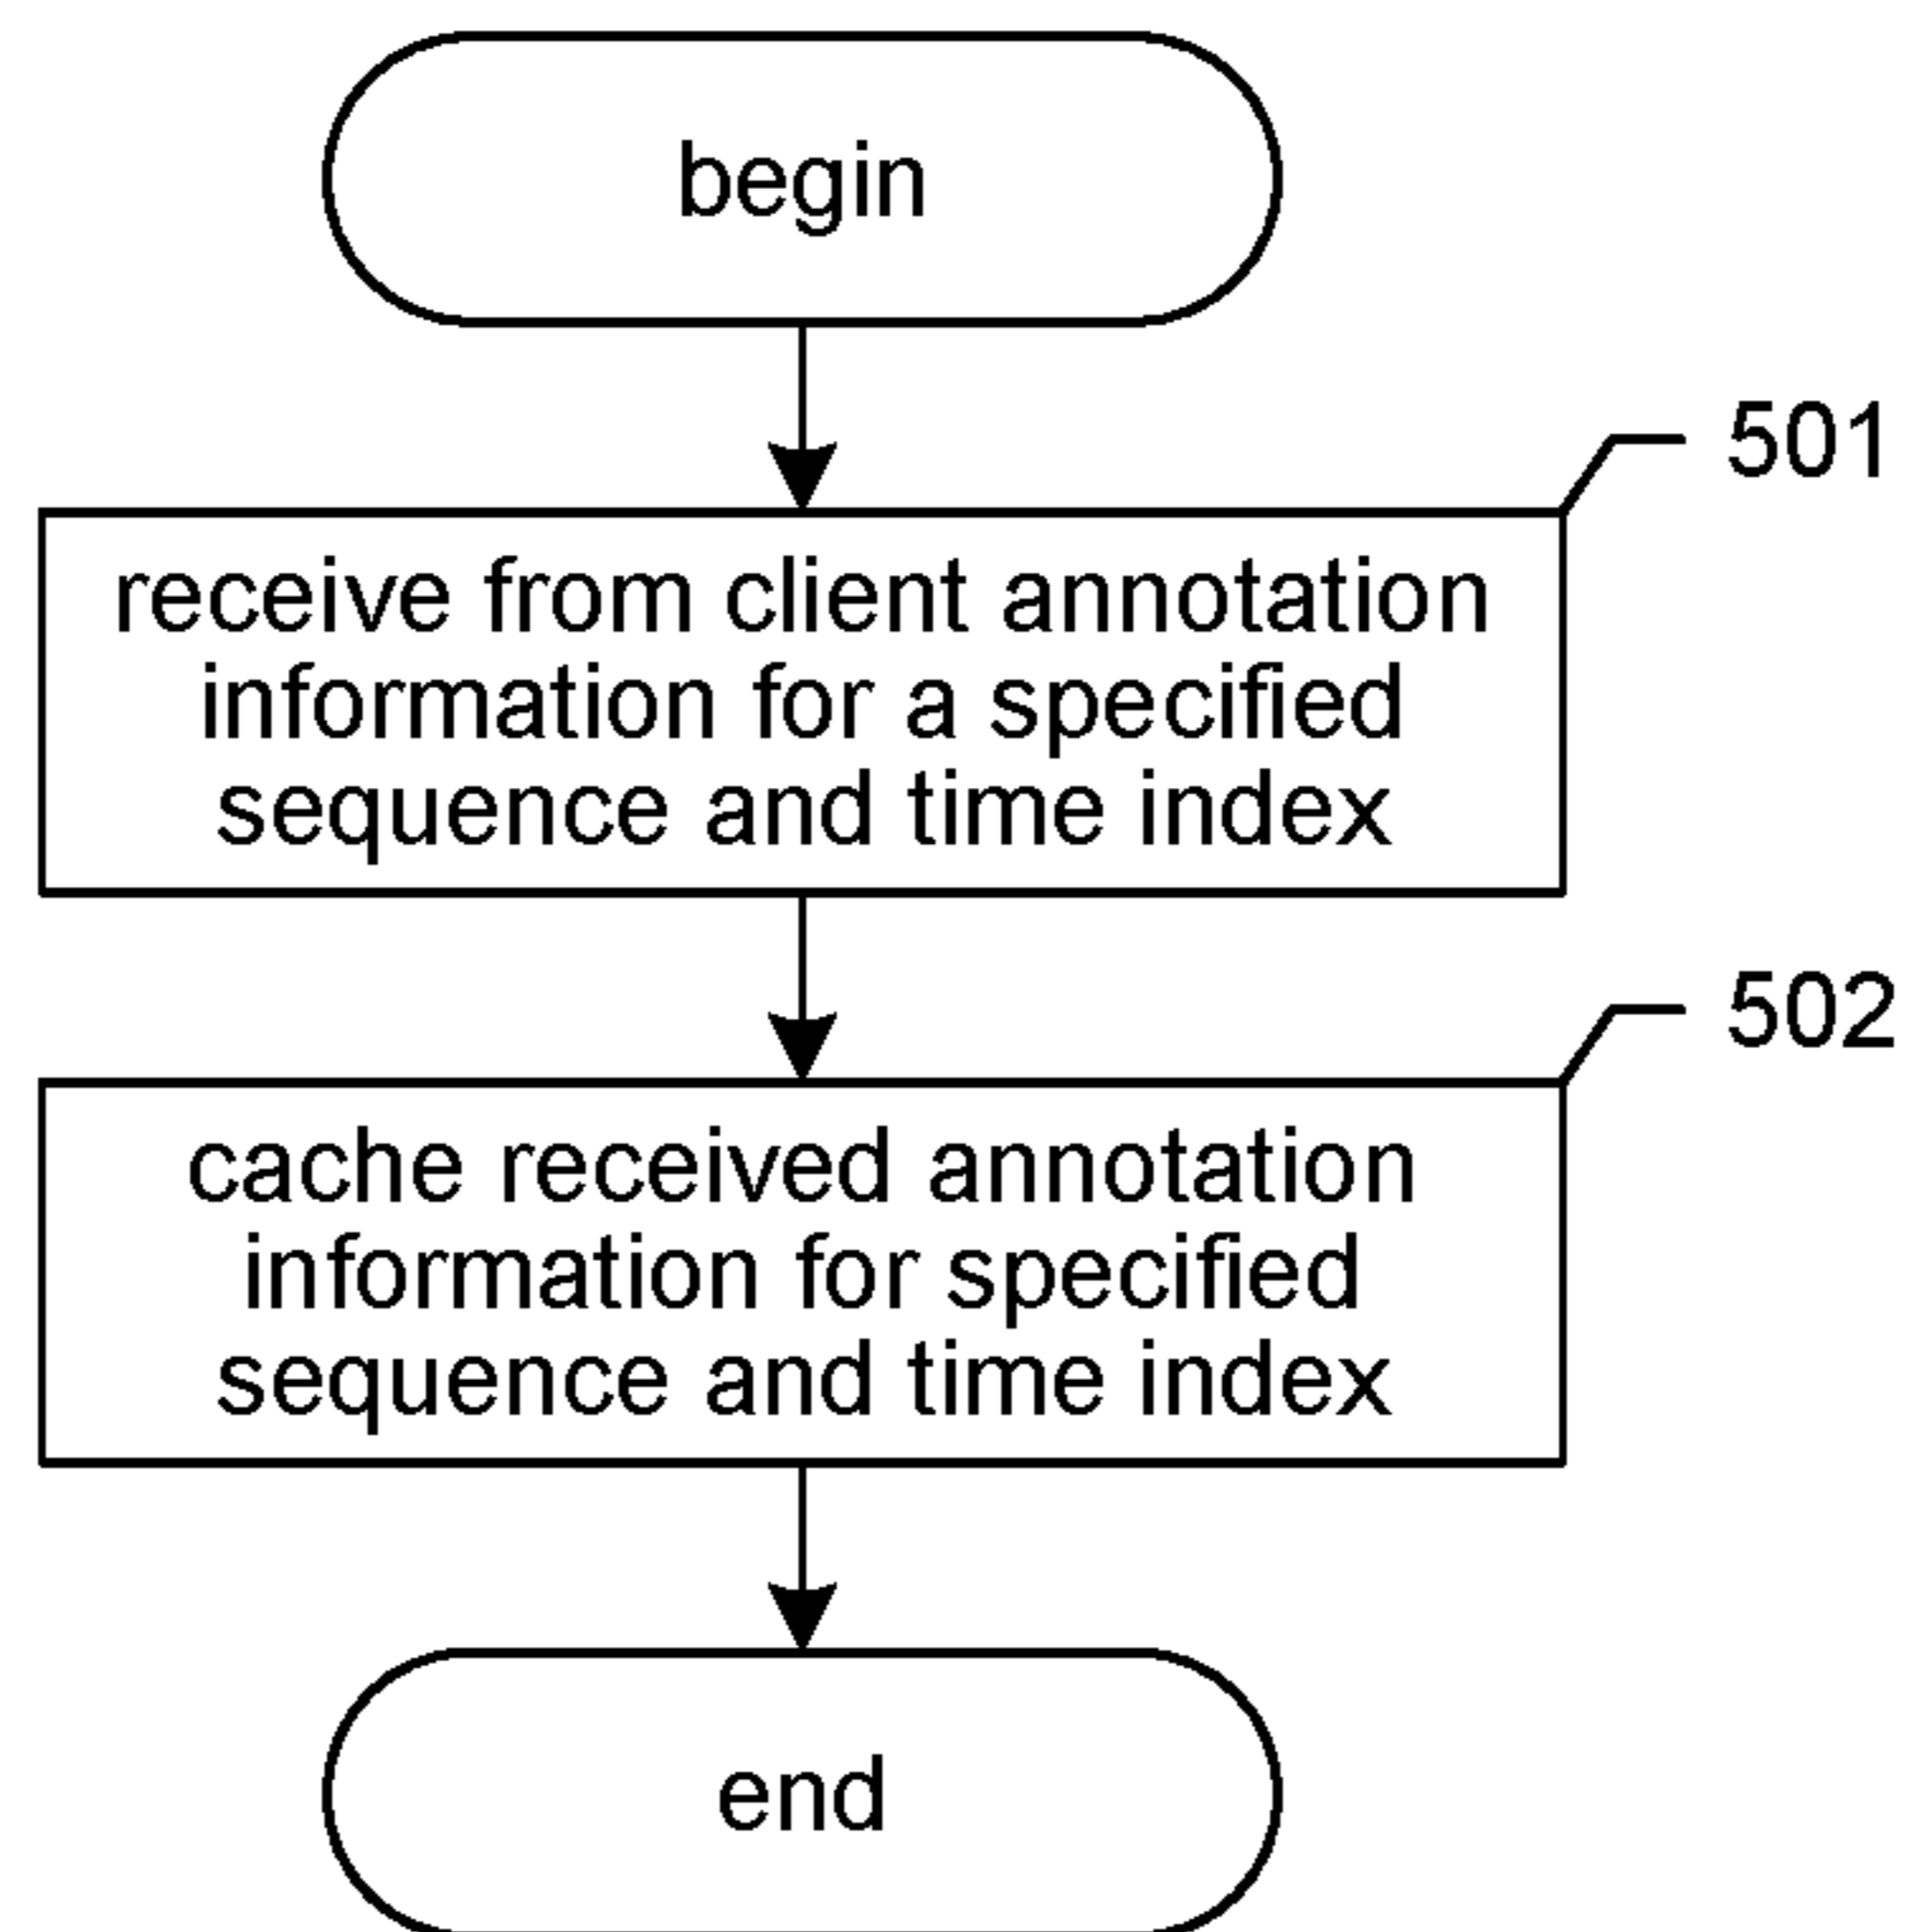 begin
501
receive from client annotation
information for a specified
sequence and time index
502
cache received annotation
information for specified
sequence and time index
end